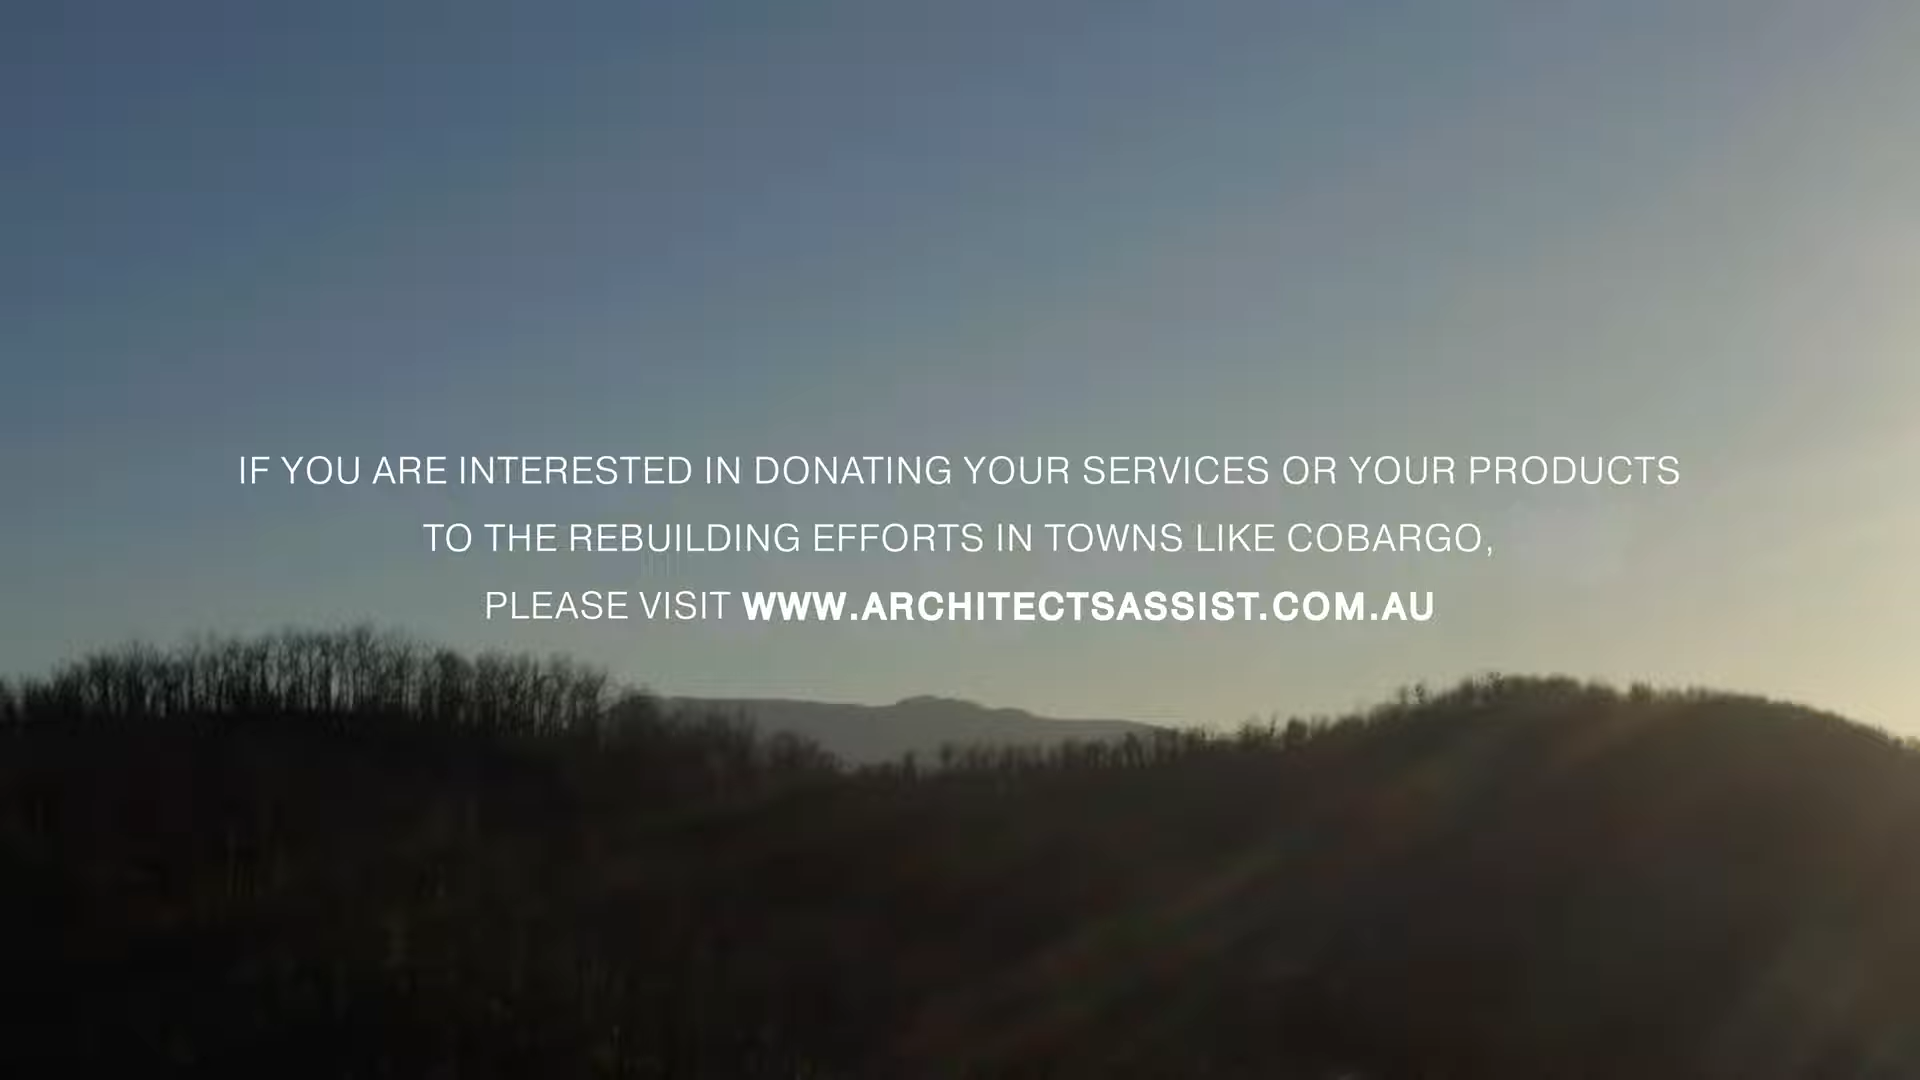 IF YOU ARE INTERESTED IN DONATING YOUR SERVICES OR YOUR PRODUCTS
TO THE REBUILDING EFFORTS IN TOWNS LIKE COBARGO,
PLEASE VISIT WWW.ARCHITECTSASSIST.COM.AU